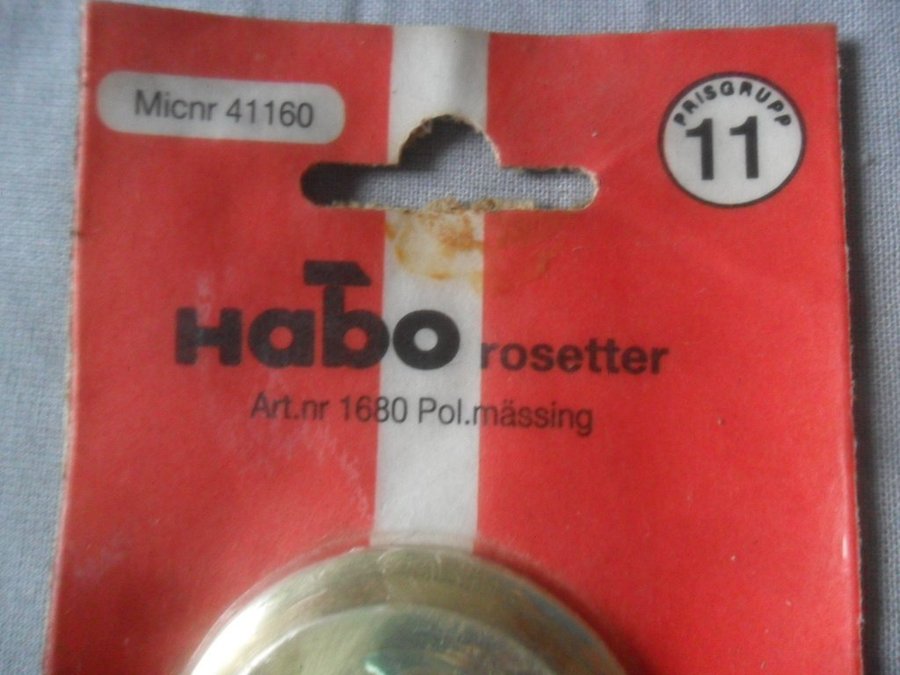 Micnr 41160
PRISGRUPP
11
Habo rosetter
Art.nr 1680 Pol.mässing